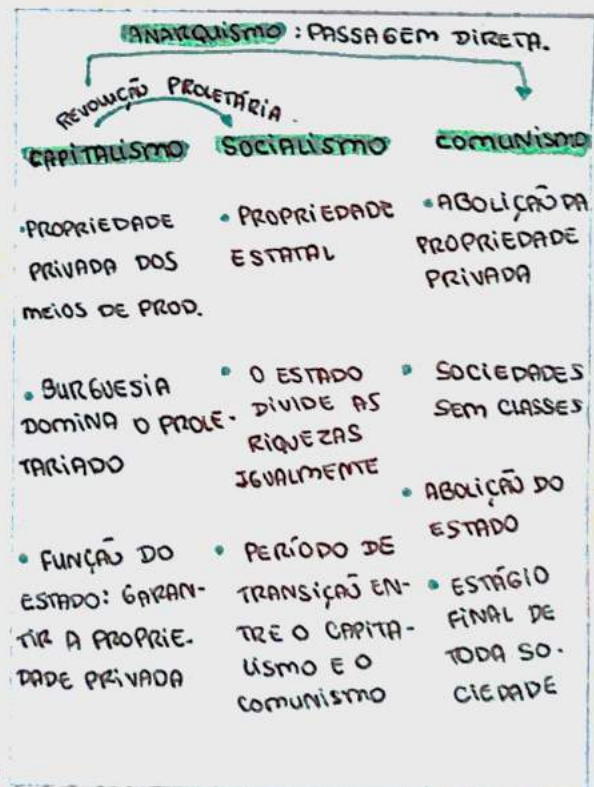 ANARQUISMO : PASSAGEM DIRETA.
REVOLUÇÃO PROLETÁRIA.
CAPITALISMO
• PROPRIEDADE
PRIVADA DOS
MEIOS DE PROD.
• BURGUESIA
DOMINA O PROLE-
TARIADO
• FUNÇÃO DO
ESTADO: GARAN-
TIR A PROPRIE-
DADE PRIVADA
SOCIALISMO
• PROPRIEDADE
ESTATAL
• O ESTADO
DIVIDE AS
RIQUEZAS
IGUALMENTE
• PERÍODO DE
TRANSIÇÃO EN-
TRE O CAPITA-
LISMO E O
COMUNISMO
COMUNISMO
• ABOLIÇÃO DA
PROPRIEDADE
PRIVADA
• SOCIEDADES
SEM CLASSES
• ABOLIÇÃO DO
ESTADO
• ESTÁGIO
FINAL DE
TODA SO-
CIEDADE